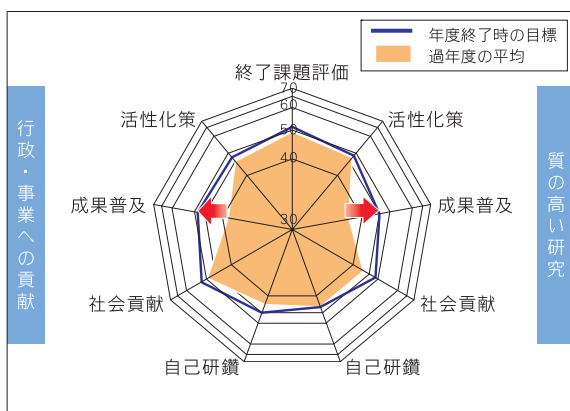 年度終了時の目標
過年度の平均
終了課題評価
70
60
50
40
30
活性化策
活性化策
成果普及
成果普及
社会貢献
社会貢献
自己研鑽
自己研鑽
行政・事業への貢献
質の高い研究